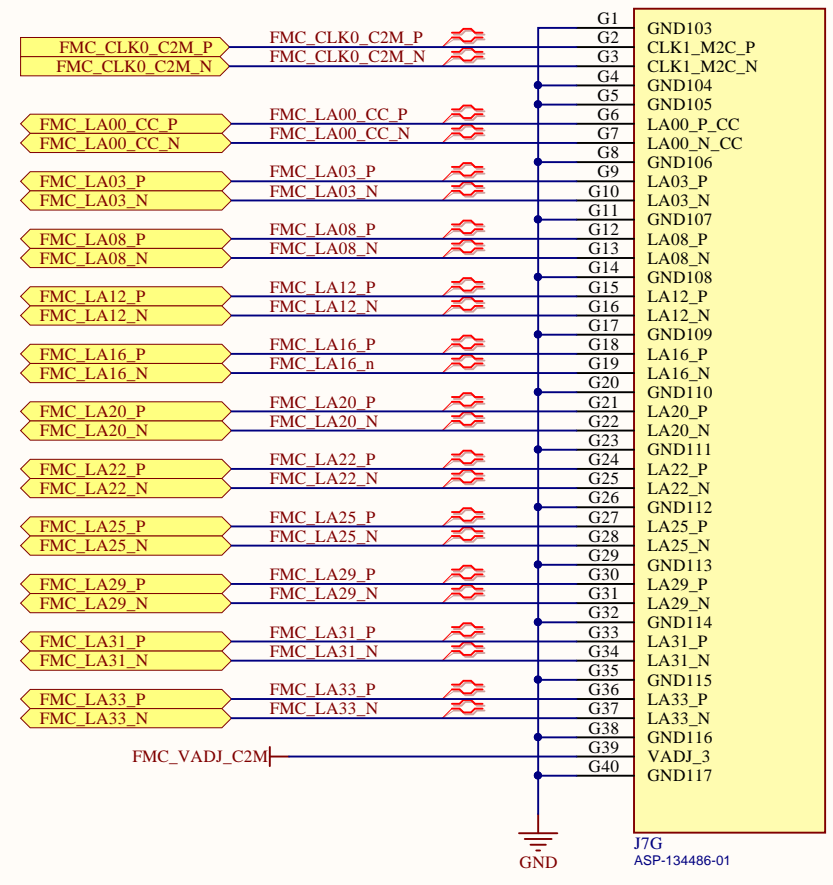 G1 GND103
FMC_CLK0_C2M_P FMC_CLK0_C2M_P G2 CLK1_M2C_P
FMC_CLK0_C2M_N FMC_CLK0_C2M_N G3 CLK1_M2C_N
G4 GND104
G5 GND105
FMC_LA00_CC_P FMC_LA00_CC_P G6 LA00_P_CC
FMC_LA00_CC_N FMC_LA00_CC_N G7 LA00_N_CC
G8 GND106
FMC_LA03_P FMC_LA03_P G9 LA03_P
FMC_LA03_N FMC_LA03_N G10 LA03_N
G11 GND107
FMC_LA08_P FMC_LA08_P G12 LA08_P
FMC_LA08_N FMC_LA08_N G13 LA08_N
G14 GND108
FMC_LA12_P FMC_LA12_P G15 LA12_P
FMC_LA12_N FMC_LA12_N G16 LA12_N
G17 GND109
FMC_LA16_P FMC_LA16_P G18 LA16_P
FMC_LA16_N FMC_LA16_n G19 LA16_N
G20 GND110
FMC_LA20_P FMC_LA20_P G21 LA20_P
FMC_LA20_N FMC_LA20_N G22 LA20_N
G23 GND111
FMC_LA22_P FMC_LA22_P G24 LA22_P
FMC_LA22_N FMC_LA22_N G25 LA22_N
G26 GND112
FMC_LA25_P FMC_LA25_P G27 LA25_P
FMC_LA25_N FMC_LA25_N G28 LA25_N
G29 GND113
FMC_LA29_P FMC_LA29_P G30 LA29_P
FMC_LA29_N FMC_LA29_N G31 LA29_N
G32 GND114
FMC_LA31_P FMC_LA31_P G33 LA31_P
FMC_LA31_N FMC_LA31_N G34 LA31_N
G35 GND115
FMC_LA33_P FMC_LA33_P G36 LA33_P
FMC_LA33_N FMC_LA33_N G37 LA33_N
G38 GND116
FMC_VADJ_C2M G39 VADJ_3
G40 GND117
GND
J7G
ASP-134486-01